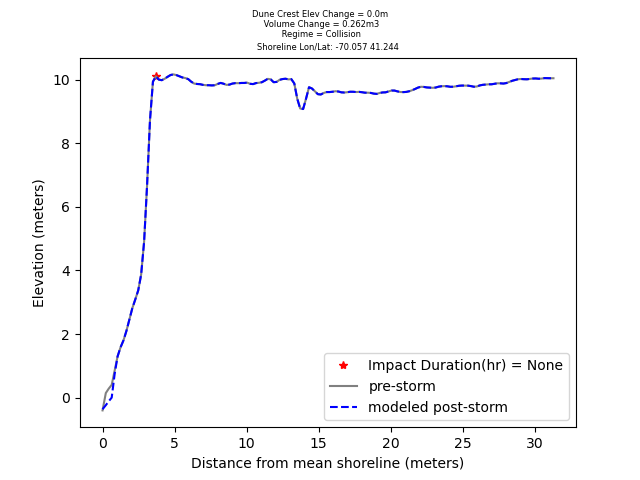 Dune Crest Elev Change = 0.0m
Volume Change = 0.262m3
Regime = Collision
Shoreline Lon/Lat: -70.057 41.244
10
8
6
4
2
0
Elevation (meters)
Impact Duration(hr) = None
pre-storm
modeled post-storm
0 5 10 15 20 25 30
Distance from mean shoreline (meters)